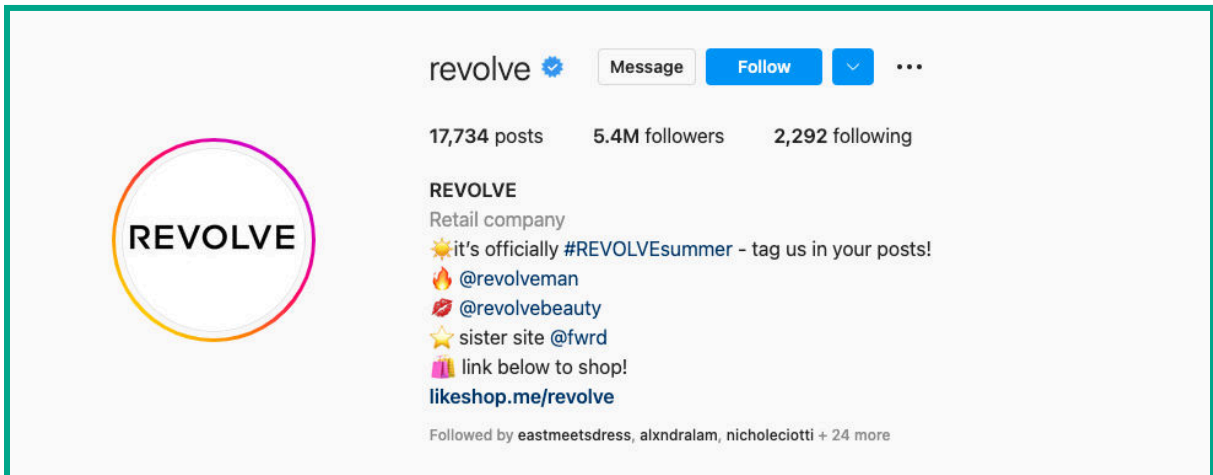 revolve Message Follow
17,734 posts 5.4M followers 2,292 following
REVOLVE
REVOLVE
Retail company
☀️it's officially #REVOLVEsummer - tag us in your posts!
🔥 @revolveman
💋 @revolvebeauty
⭐ sister site @fwrd
🛍️ link below to shop!
likeshop.me/revolve
Followed by eastmeetsdress, alxndralam, nicholeciotti + 24 more